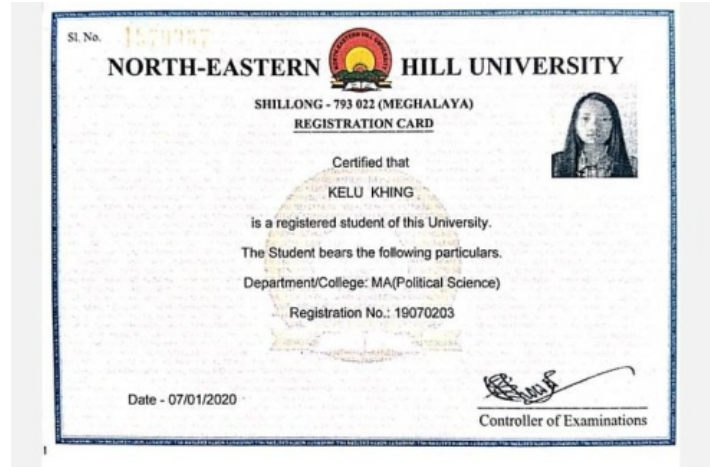 Sl. No. 1579357
NORTH-EASTERN HILL UNIVERSITY
SHILLONG - 793 022 (MEGHALAYA)
REGISTRATION CARD
Certified that
KELU KHING
is a registered student of this University.
The Student bears the following particulars.
Department/College: MA(Political Science)
Registration No.: 19070203
Date - 07/01/2020
Controller of Examinations
1